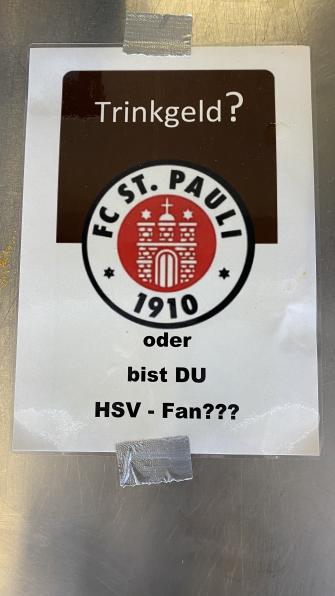 Trinkgeld?
FC ST. PAULI
1910
oder
bist DU
HSV - Fan???